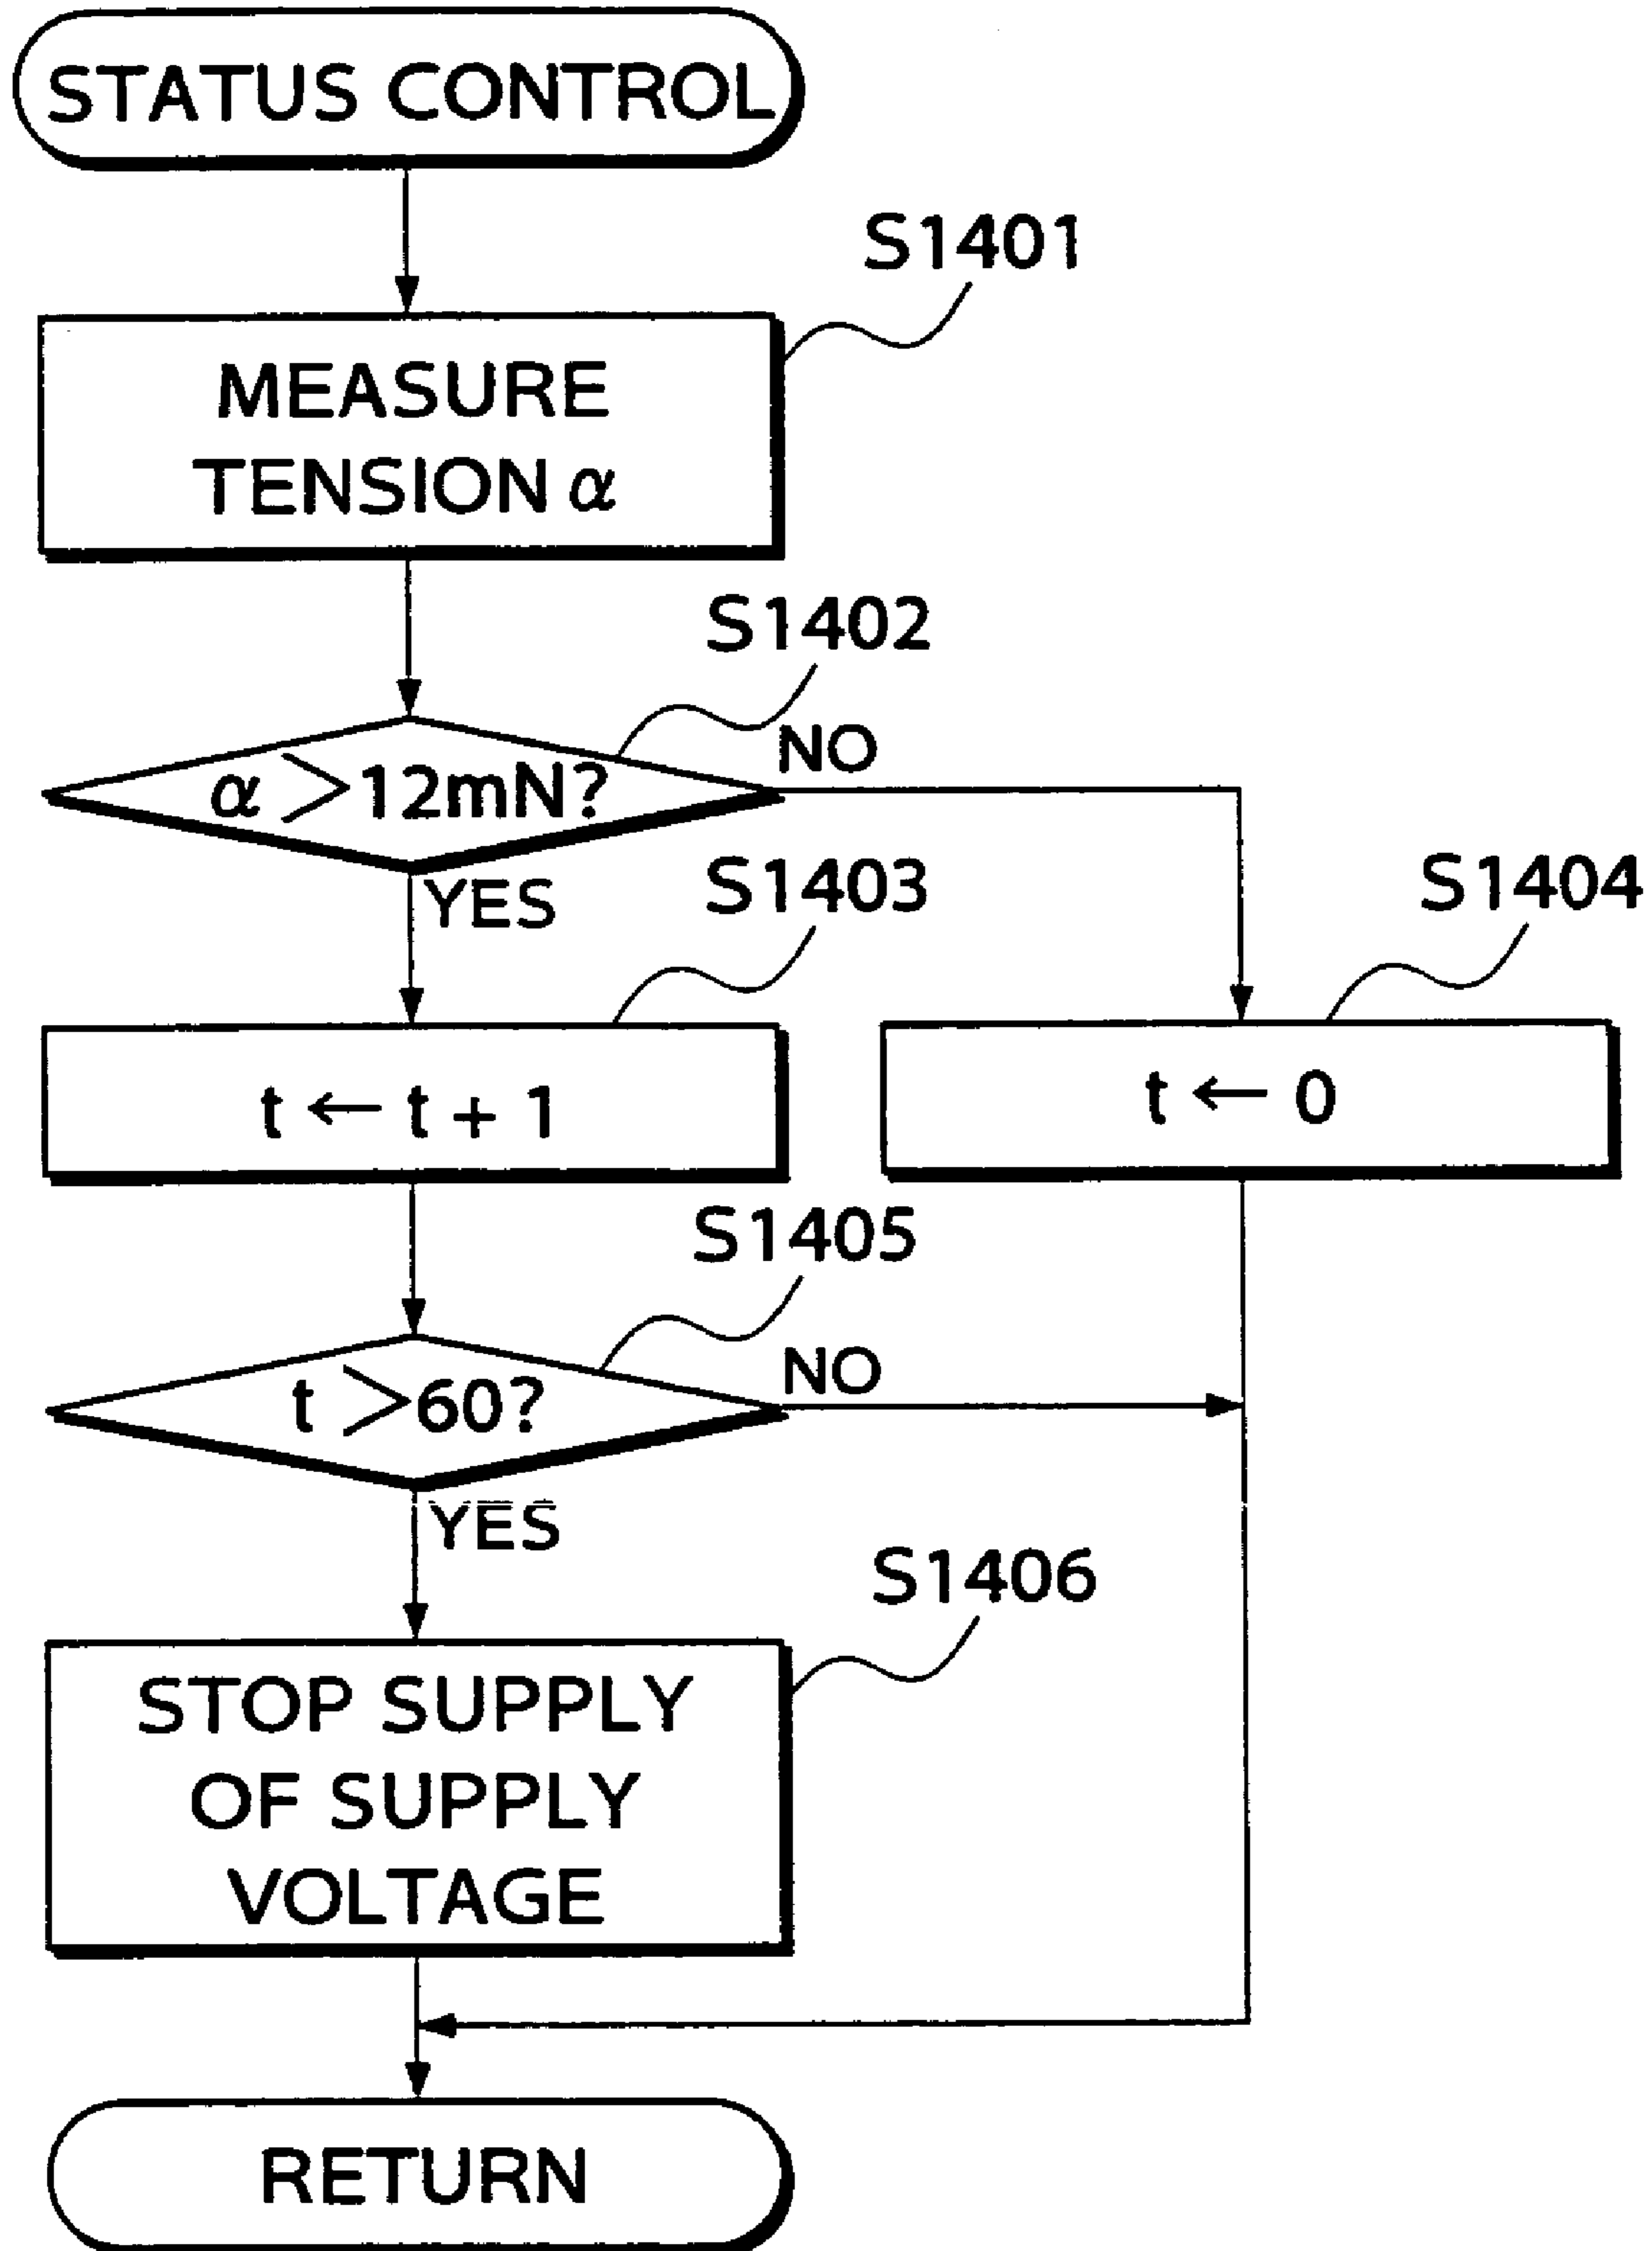 STATUS CONTROL
S1401
MEASURE
TENSION α
S1402
α >12mN?
NO
YES
S1403
S1404
t ← t + 1
t ← 0
S1405
t >60?
NO
YES
S1406
STOP SUPPLY
OF SUPPLY
VOLTAGE
RETURN